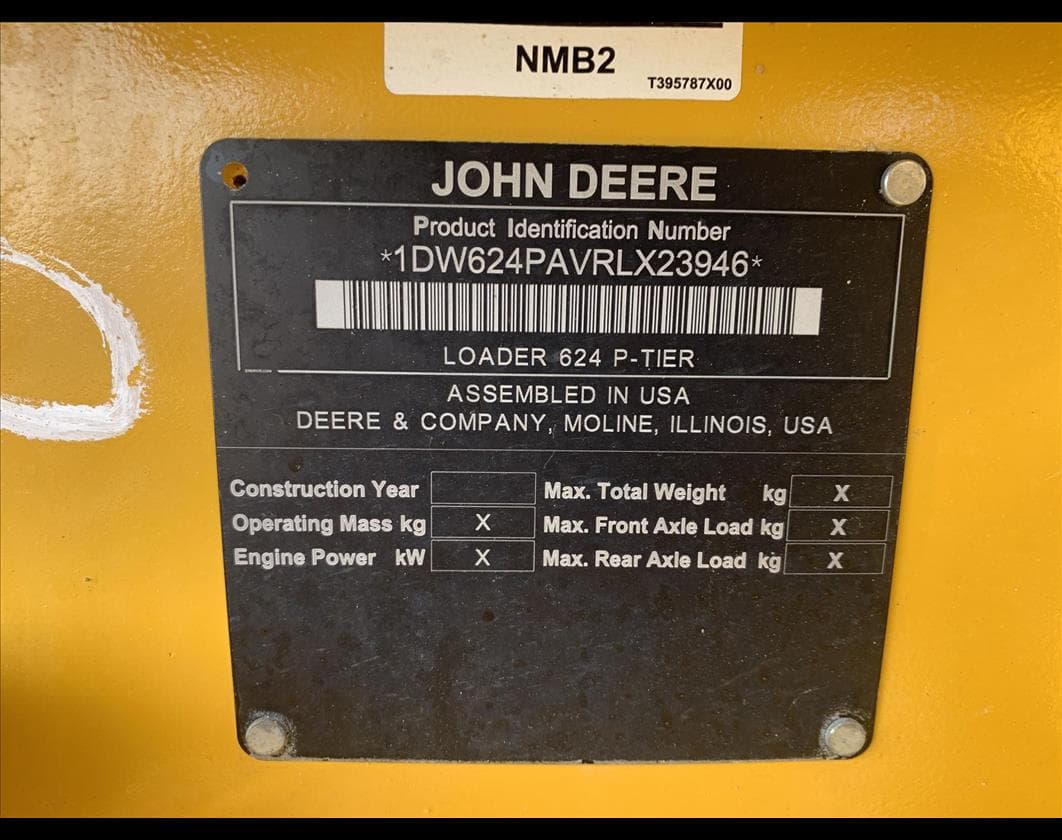 NMB2
T395787X00
JOHN DEERE
Product Identification Number
*1DW624PAVRLX23946*
LOADER 624 P-TIER
ASSEMBLED IN USA
DEERE & COMPANY, MOLINE, ILLINOIS, USA
Construction Year Max. Total Weight kg X
Operating Mass kg X Max. Front Axle Load kg X
Engine Power kW X Max. Rear Axle Load kg X